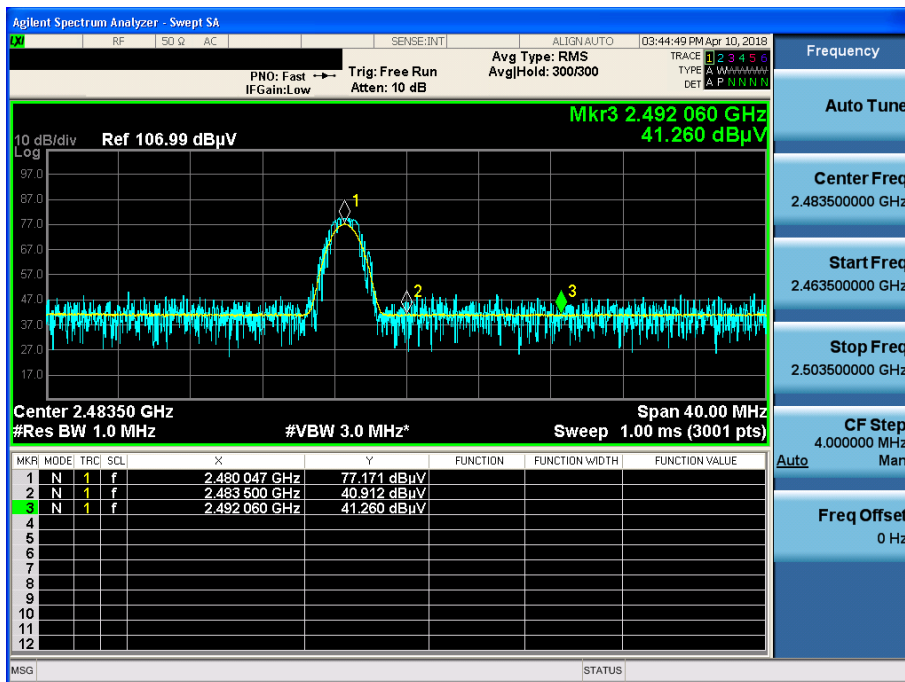 Agilent Spectrum Analyzer - Swept SA
LXI RF 50 Ω AC SENSE:INT ALIGN AUTO 03:44:49 PM Apr 10, 2018
PNO: Fast Trig: Free Run Avg Type: RMS TRACE 1 2 3 4 5 6
IFGain:Low Atten: 10 dB Avg|Hold: 300/300 TYPE A W W W W W
DET A P N N N N
Mkr3 2.492 060 GHz
41.260 dBµV
10 dB/div Ref 106.99 dBµV
Log
97.0
87.0
77.0
67.0
57.0
47.0
37.0
27.0
17.0
1
2
3
Center 2.48350 GHz Span 40.00 MHz
#Res BW 1.0 MHz #VBW 3.0 MHz* Sweep 1.00 ms (3001 pts)
MKR MODE TRC SCL X Y FUNCTION FUNCTION WIDTH FUNCTION VALUE
1 N 1 f 2.480 047 GHz 77.171 dBµV
2 N 1 f 2.483 500 GHz 40.912 dBµV
3 N 1 f 2.492 060 GHz 41.260 dBµV
4
5
6
7
8
9
10
11
12
MSG STATUS
Frequency
Auto Tune
Center Freq
2.483500000 GHz
Start Freq
2.463500000 GHz
Stop Freq
2.503500000 GHz
CF Step
4.000000 MHz
Auto Man
Freq Offset
0 Hz